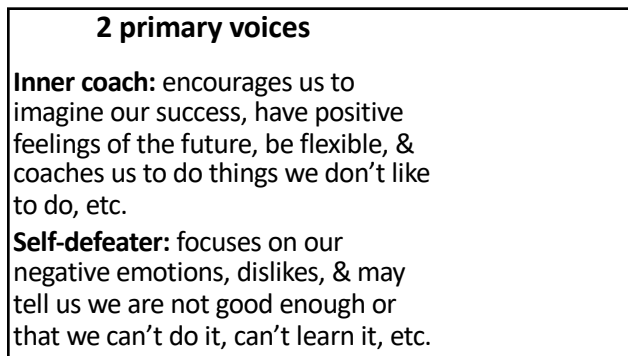 2 primary voices
Inner coach: encourages us to
imagine our success, have positive
feelings of the future, be flexible, &
coaches us to do things we don’t like
to do, etc.
Self-defeater: focuses on our
negative emotions, dislikes, & may
tell us we are not good enough or
that we can’t do it, can’t learn it, etc.